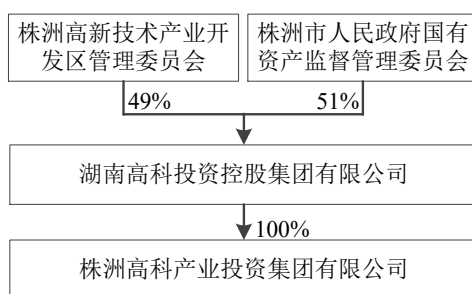 株洲高新技术产业开
发区管理委员会
株洲市人民政府国有
资产监督管理委员会
49%
51%
湖南高科投资控股集团有限公司
100%
株洲高科产业投资集团有限公司